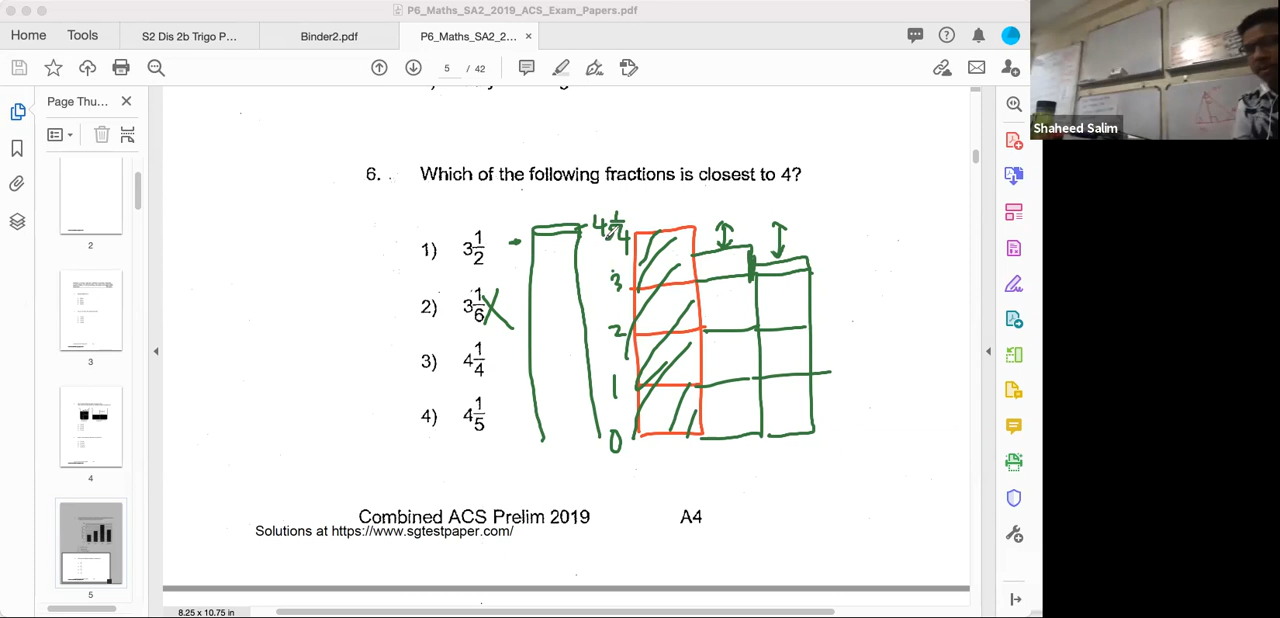 P6_Maths_SA2_2019_ACS_Exam_Papers.pdf
Home
Tools
S2 Dis 2b Trigo P...
Binder2.pdf
P6_Maths_SA2_2... ×
5 / 42
Page Thu...
2
3
4
5
6. Which of the following fractions is closest to 4?
1) 3 1/2
2) 3 1/6 X
3) 4 1/4
4) 4 1/5
4 1/4
3
2
1
0
Combined ACS Prelim 2019 A4
Solutions at https://www.sgtestpaper.com/
8.25 x 10.75 in
Shaheed Salim